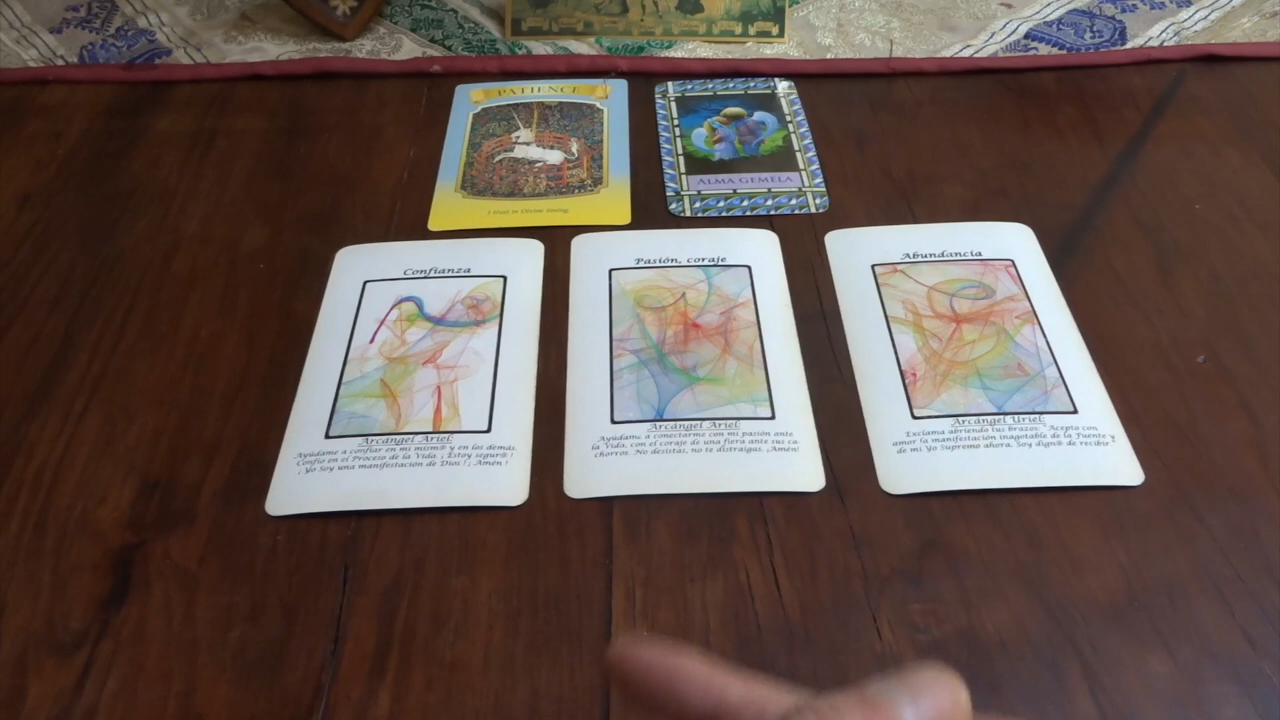 PATIENCE
I trust in Divine timing.
ALMA GEMELA
Confianza
Arcángel Ariel:
Ayúdame a confiar en mi mism@ y en los demás.
Confío en el Proceso de la Vida. ¡ Estoy segur@ !
¡ Yo Soy una manifestación de Dios ! ¡ Amén !
Pasión, coraje
Arcángel Ariel:
Ayúdame a conectarme con mi pasión ante
la Vida, con el coraje de una fiera ante sus ca-
chorros. No desistas, no te distraigas. ¡Amén!
Abundancia
Arcángel Uriel:
Exclama abriendo tus brazos: "Acepto con
amor la manifestación inagotable de la Fuente y
de mi Yo Supremo ahora. Soy dign@ de recibir"